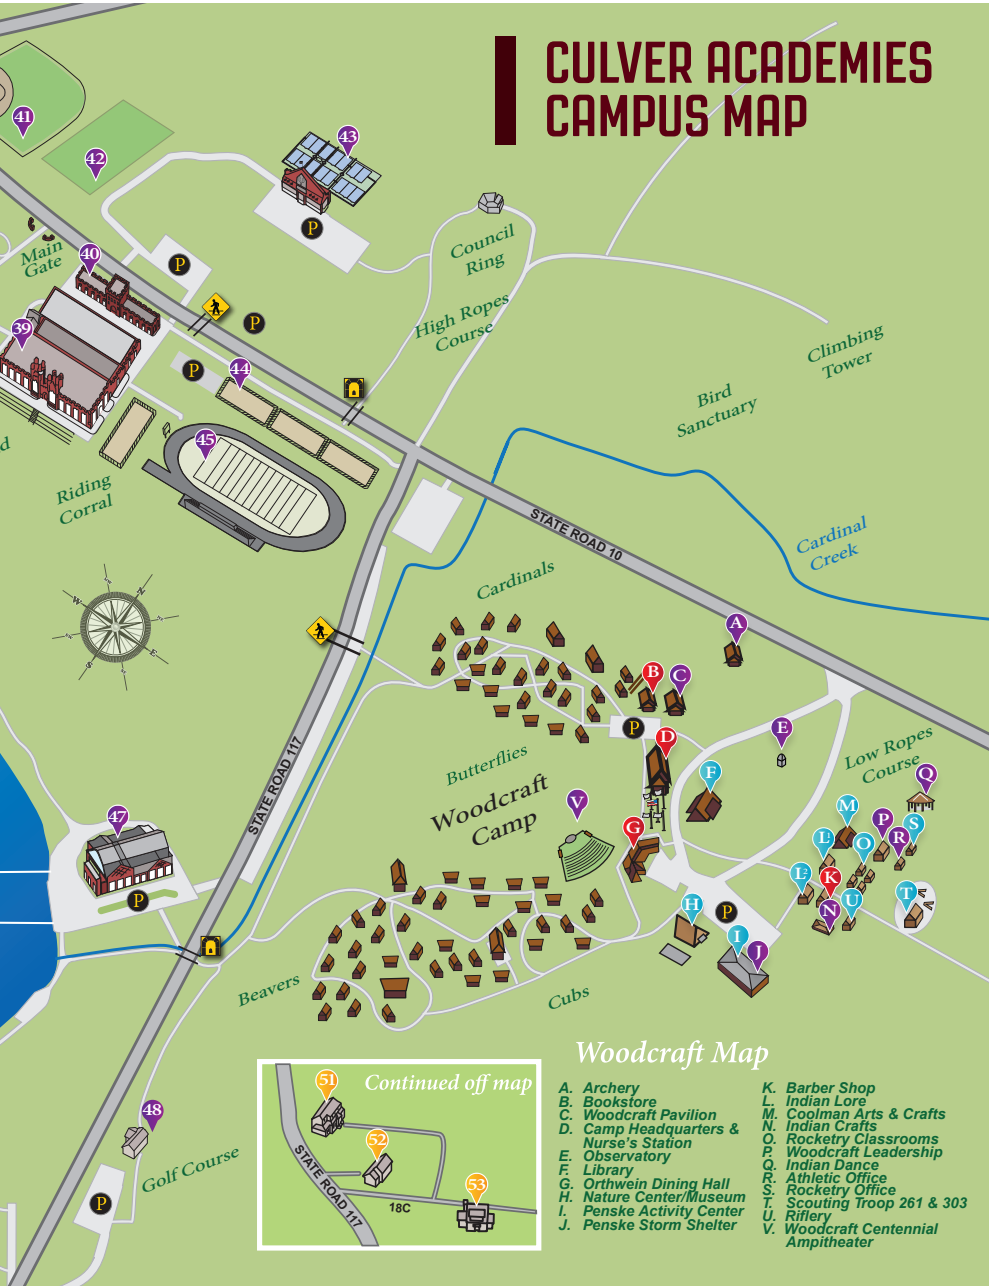 CULVER ACADEMIES
CAMPUS MAP
41
42
43
P
Main
Gate
40
P
39
P
44
P
45
Council
Ring
High Ropes
Course
Climbing
Tower
Bird
Sanctuary
d
Riding
Corral
STATE ROAD 10
Cardinal
Creek
N
E
S
W
Cardinals
A
B
C
P
D
E
F
Butterflies
Woodcraft
Camp
V
G
Low Ropes
Course
Q
M
P
S
L¹
O
R
L²
K
U
T
N
H
P
I
J
STATE ROAD 117
47
P
Beavers
Cubs
48
Golf Course
P
Continued off map
51
52
53
STATE ROAD 117
18C
Woodcraft Map
A. Archery
B. Bookstore
C. Woodcraft Pavilion
D. Camp Headquarters &
Nurse's Station
E. Observatory
F. Library
G. Orthwein Dining Hall
H. Nature Center/Museum
I. Penske Activity Center
J. Penske Storm Shelter
K. Barber Shop
L. Indian Lore
M. Coolman Arts & Crafts
N. Indian Crafts
O. Rocketry Classrooms
P. Woodcraft Leadership
Q. Indian Dance
R. Athletic Office
S. Rocketry Office
T. Scouting Troop 261 & 303
U. Riflery
V. Woodcraft Centennial
Ampitheater